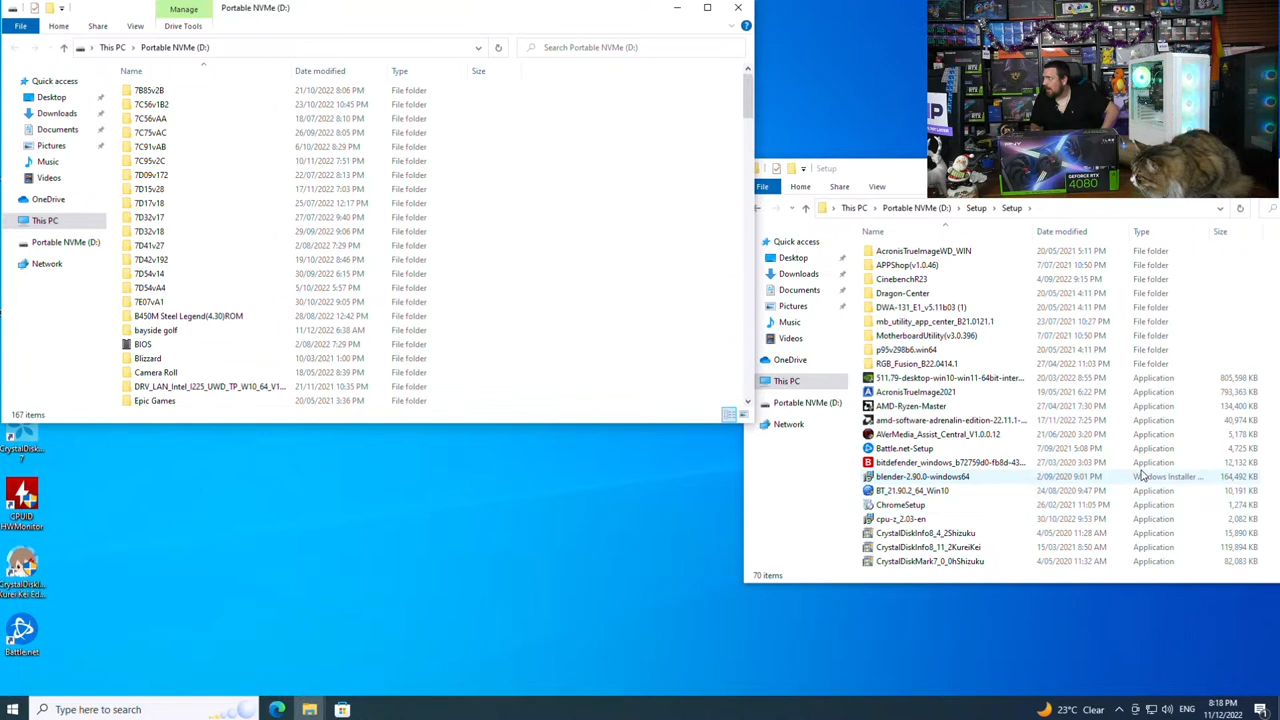 Manage
Portable NVMe (D:)
File
Home
Share
View
Drive Tools
This PC
Portable NVMe (D:)
Search Portable NVMe (D:)
Name
Date modified
Type
Size
Quick access
Desktop
Downloads
Documents
Pictures
Music
Videos
OneDrive
This PC
Portable NVMe (D:)
Network
7B85v2B 21/10/2022 8:06 PM File folder
7C56v1B2 23/09/2022 10:45 PM File folder
7C56vAA 18/07/2022 8:10 PM File folder
7C75vAC 26/09/2022 8:05 PM File folder
7C91vAB 6/10/2022 8:29 PM File folder
7C95v2C 10/11/2022 7:51 PM File folder
7D09v172 22/07/2022 8:13 PM File folder
7D15v28 17/11/2022 7:03 PM File folder
7D17v18 25/07/2022 12:17 PM File folder
7D32v17 27/07/2022 9:40 PM File folder
7D32v18 29/09/2022 9:06 PM File folder
7D41v27 2/08/2022 7:29 PM File folder
7D42v192 19/10/2022 8:46 PM File folder
7D54v14 30/09/2022 6:15 PM File folder
7D54vA4 5/10/2022 5:57 PM File folder
7E07vA1 30/10/2022 9:05 PM File folder
B450M Steel Legend(4.30)ROM 28/08/2022 12:42 PM File folder
bayside golf 11/12/2022 6:38 AM File folder
BIOS 2/08/2022 7:29 PM File folder
Blizzard 10/03/2021 1:00 PM File folder
Camera Roll 18/05/2022 8:39 PM File folder
DRV_LAN_Intel_I225_UWD_TP_W10_64_V1... 21/11/2021 10:35 PM File folder
Epic Games 20/05/2021 3:36 PM File folder
167 items
Setup
File
Home
Share
View
This PC
Portable NVMe (D:)
Setup
Setup
Name
Date modified
Type
Size
Quick access
Desktop
Downloads
Documents
Pictures
Music
Videos
OneDrive
This PC
Portable NVMe (D:)
Network
AcronisTrueImageWD_WIN 20/05/2021 5:11 PM File folder
APPShop(v1.0.46) 7/07/2021 10:50 PM File folder
CinebenchR23 4/09/2022 9:15 PM File folder
Dragon-Center 20/05/2021 4:11 PM File folder
DWA-131_E1_v5.11b03 (1) 20/05/2021 4:11 PM File folder
mb_utility_app_center_B21.0121.1 23/07/2021 10:27 PM File folder
MotherboardUtility(v3.0.396) 7/07/2021 10:50 PM File folder
p95v298b6.win64 20/05/2021 4:11 PM File folder
RGB_Fusion_B22.0414.1 24/04/2022 11:03 PM File folder
511.79-desktop-win10-win11-64bit-inter... 20/03/2022 8:55 PM Application 805,598 KB
AcronisTrueImage2021 19/05/2021 6:22 PM Application 793,363 KB
AMD-Ryzen-Master 27/04/2021 7:30 PM Application 134,400 KB
amd-software-adrenalin-edition-22.11.1-... 17/11/2022 7:25 PM Application 40,974 KB
AVerMedia_Assist_Central_V1.0.0.12 21/06/2020 3:20 PM Application 5,178 KB
Battle.net-Setup 7/09/2021 5:08 PM Application 4,725 KB
bitdefender_windows_b72759d0-fb8d-43... 27/03/2020 3:03 PM Application 12,132 KB
blender-2.90.0-windows64 2/09/2020 9:01 PM Windows Installer ... 164,492 KB
BT_21.90.2_64_Win10 24/08/2020 9:47 PM Application 10,191 KB
ChromeSetup 26/02/2021 11:05 PM Application 1,274 KB
cpu-z_2.03-en 30/10/2022 9:53 PM Application 2,082 KB
CrystalDiskInfo8_4_2Shizuku 4/05/2020 11:28 AM Application 15,890 KB
CrystalDiskInfo8_11_2KureiKei 15/03/2021 8:50 AM Application 119,894 KB
CrystalDiskMark7_0_0hShizuku 4/05/2020 11:32 AM Application 82,083 KB
70 items
PNY
GEFORCE RTX
4080
CrystalDisk...
7
CPUID
HWMonitor
CrystalDiskI...
KureiKei Ed...
Battle.net
Type here to search
23°C Clear
ENG
8:18 PM
11/12/2022